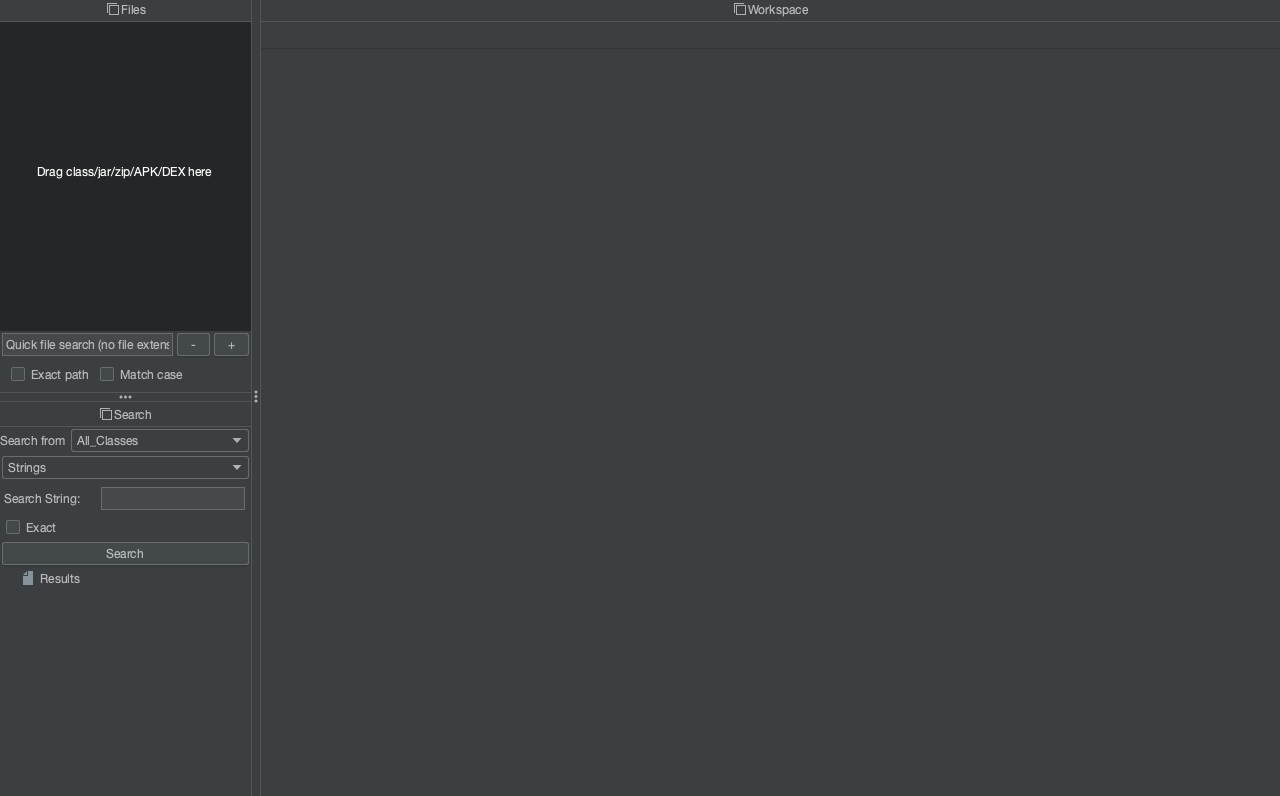 Files
Workspace
Drag class/jar/zip/APK/DEX here
Quick file search (no file extens
-
+
Exact path
Match case
Search
Search from
All_Classes
Strings
Search String:
Exact
Search
Results